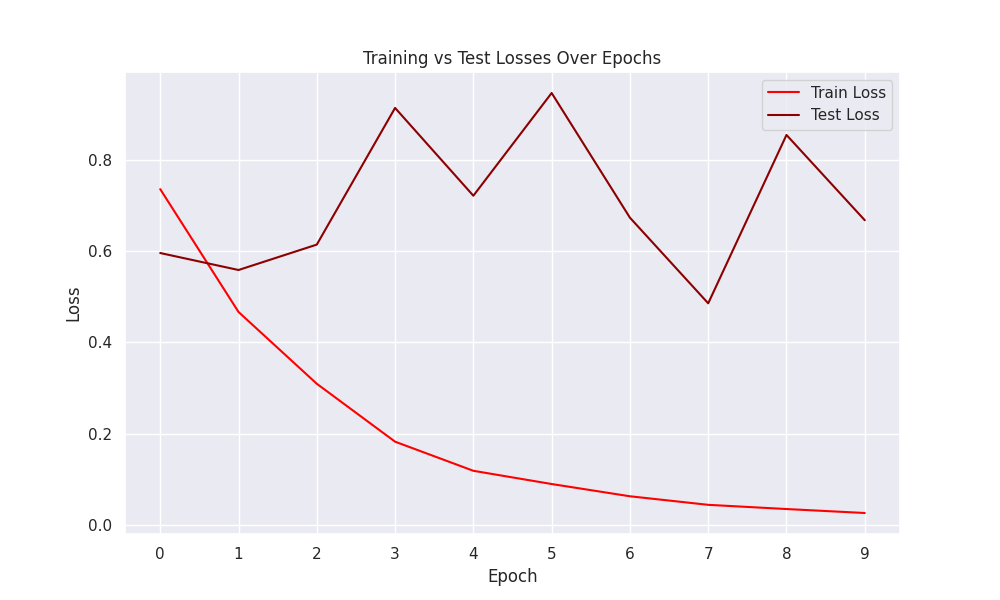 Training vs Test Losses Over Epochs
Train Loss
Test Loss
Loss
0.8
0.6
0.4
0.2
0.0
0 1 2 3 4 5 6 7 8 9
Epoch